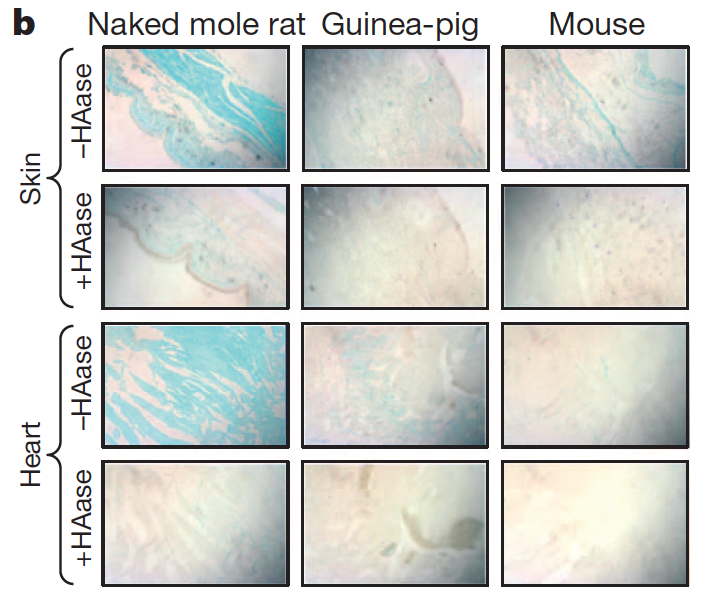 b
Naked mole rat Guinea-pig Mouse
Skin
−HAase
+HAase
Heart
−HAase
+HAase